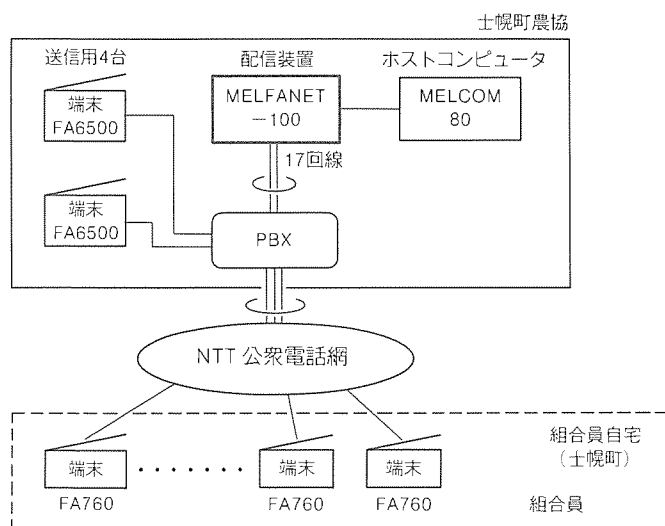 士幌町農協
送信用4台
配信装置
ホストコンピュータ
端末
FA6500
MELFANET
-100
MELCOM
80
17回線
端末
FA6500
PBX
NTT 公衆電話網
組合員自宅
(士幌町)
端末
・・・・・・・
端末
端末
FA760
FA760
FA760
組合員